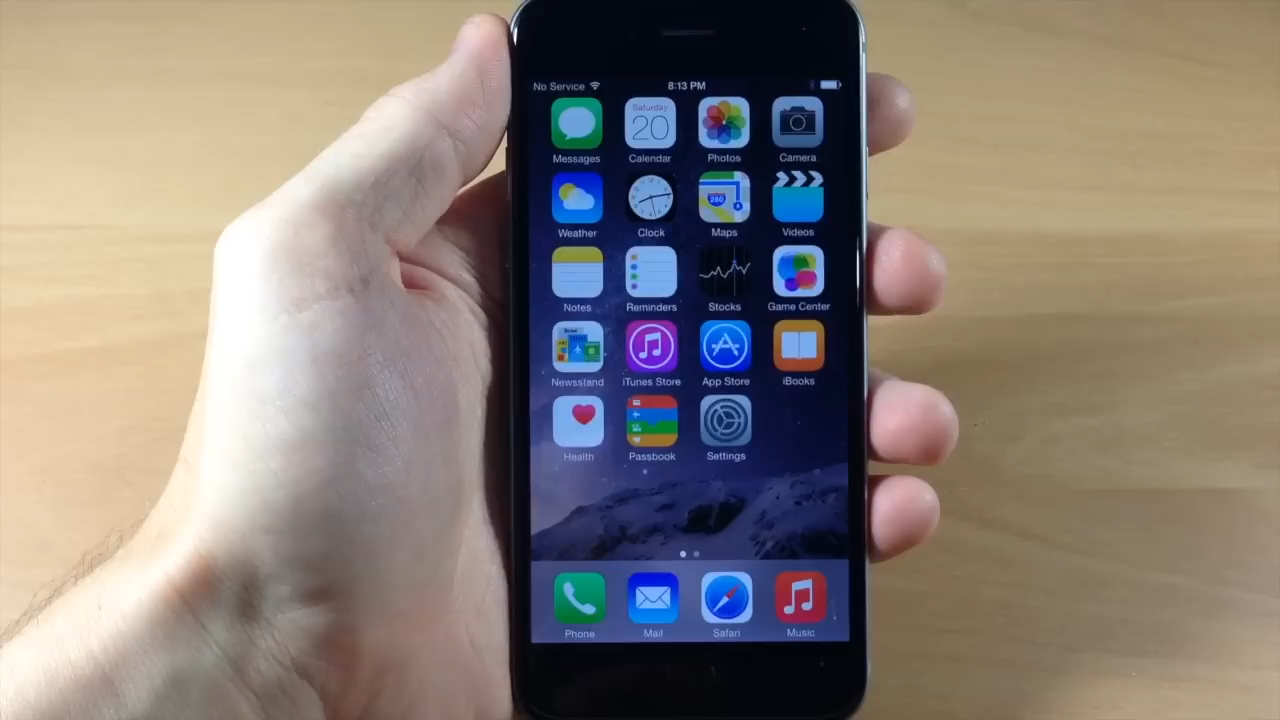 No Service 8:13 PM
Saturday
20
Messages Calendar Photos Camera
280
Weather Clock Maps Videos
Notes Reminders Stocks Game Center
Newsstand iTunes Store App Store iBooks
Health Passbook Settings
Phone Mail Safari Music